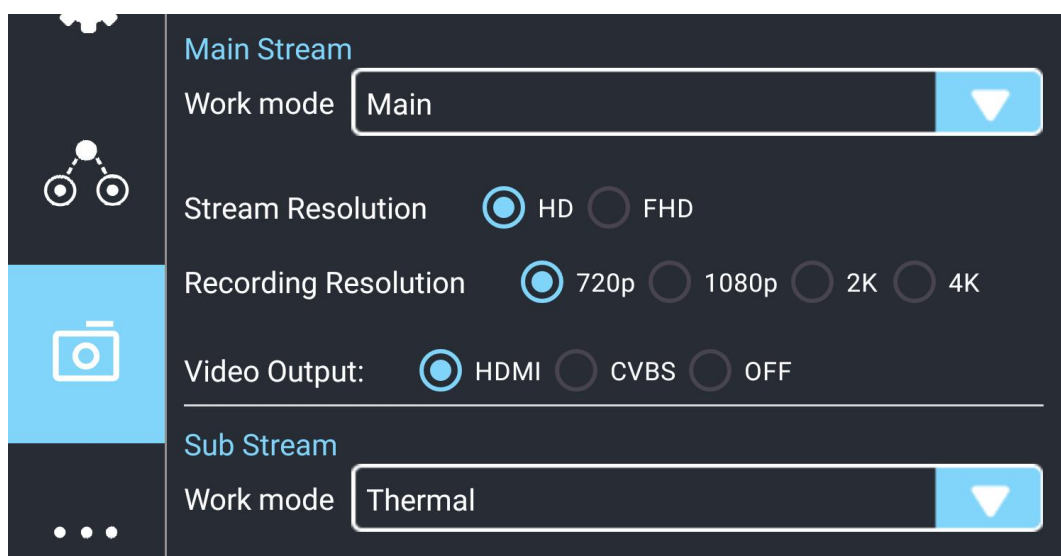 Main Stream
Work mode Main
Stream Resolution HD FHD
Recording Resolution 720p 1080p 2K 4K
Video Output: HDMI CVBS OFF
Sub Stream
Work mode Thermal